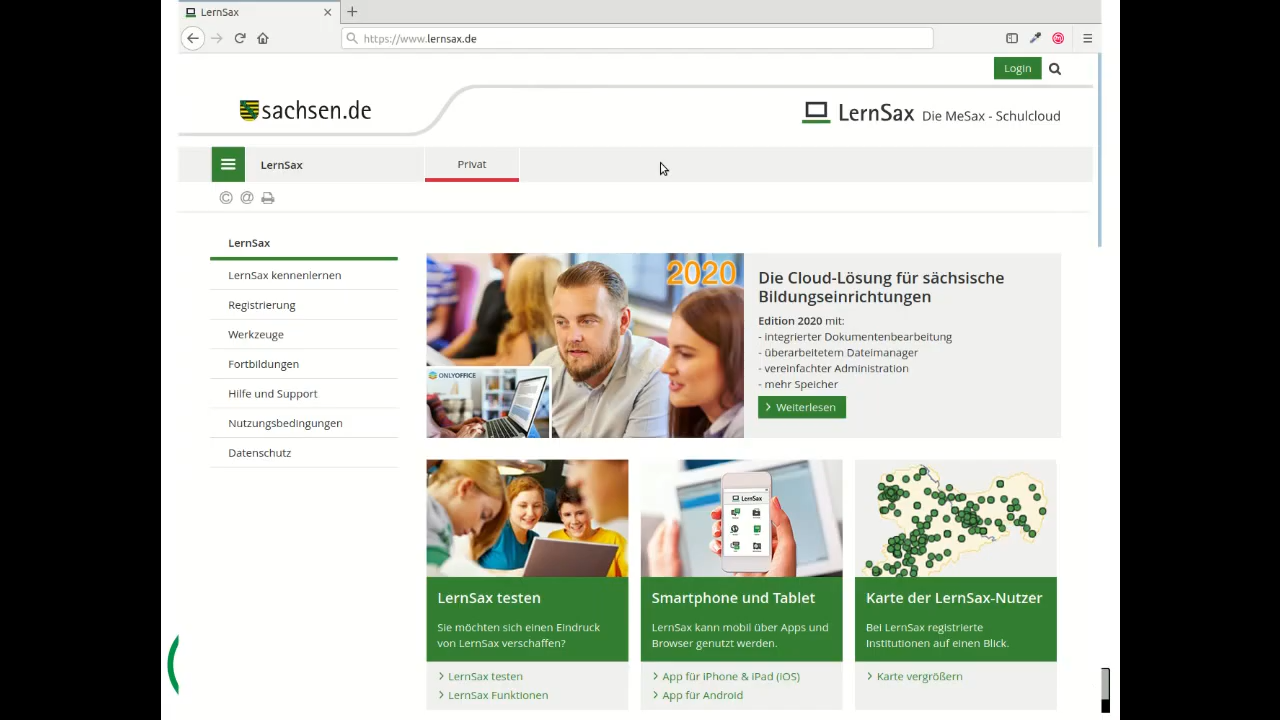 LernSax
https://www.lernsax.de
Login
sachsen.de
LernSax Die MeSax - Schulcloud
LernSax
Privat
LernSax
LernSax kennenlernen
Registrierung
Werkzeuge
Fortbildungen
Hilfe und Support
Nutzungsbedingungen
Datenschutz
2020
ONLYOFFICE
Die Cloud-Lösung für sächsische
Bildungseinrichtungen
Edition 2020 mit:
- integrierter Dokumentenbearbeitung
- überarbeitetem Dateimanager
- vereinfachter Administration
- mehr Speicher
Weiterlesen
LernSax testen
Sie möchten sich einen Eindruck
von LernSax verschaffen?
LernSax testen
LernSax Funktionen
LernSax
Smartphone und Tablet
LernSax kann mobil über Apps und
Browser genutzt werden.
App für iPhone & iPad (iOS)
App für Android
Karte der LernSax-Nutzer
Bei LernSax registrierte
Institutionen auf einen Blick.
Karte vergrößern